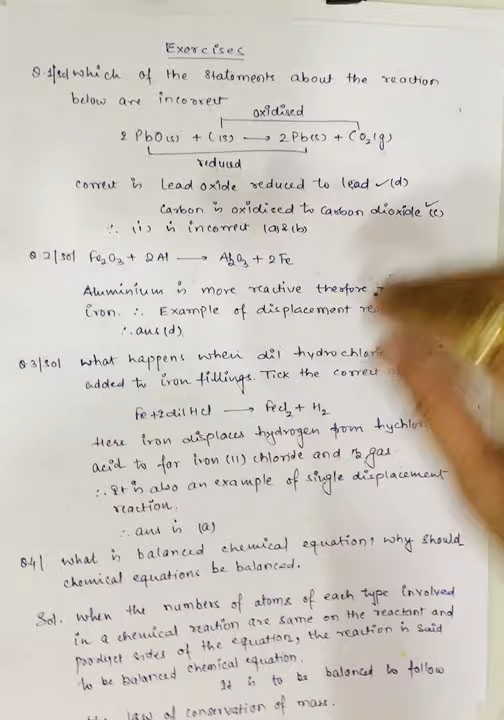 Exercises
Q.1/sol which of the statements about the reaction
below are incorrect
oxidised
2 PbO(s) + C(s) → 2Pb(s) + CO2(g)
reduced
correct is Lead oxide reduced to lead ✓(d)
Carbon is oxidised to Carbon dioxide ✓(c)
∴ (i) is incorrect (a)&(b)
Q.2/sol Fe2O3 + 2Al → Al2O3 + 2Fe
Aluminium is more reactive therfore
iron. ∴ Example of displacement
∴ ans (d)
Q3/sol what happens when dil hydrochloric
added to iron fillings. Tick the correct
Fe + 2dil HCl → FeCl2 + H2
Here iron displaces hydrogen from
acid to for iron (II) chloride and H2 gas.
∴ It is also an example of single displacement
reaction.
∴ ans is (a)
Q4/ what is balanced chemical equation? why should
chemical equations be balanced.
Sol. when the numbers of atoms of each type involved
in a chemical reaction are same on the reactant and
product sides of the equation, the reaction is said
to be balanced chemical equation.
It is to be balanced to follow
the law of conservation of mass.